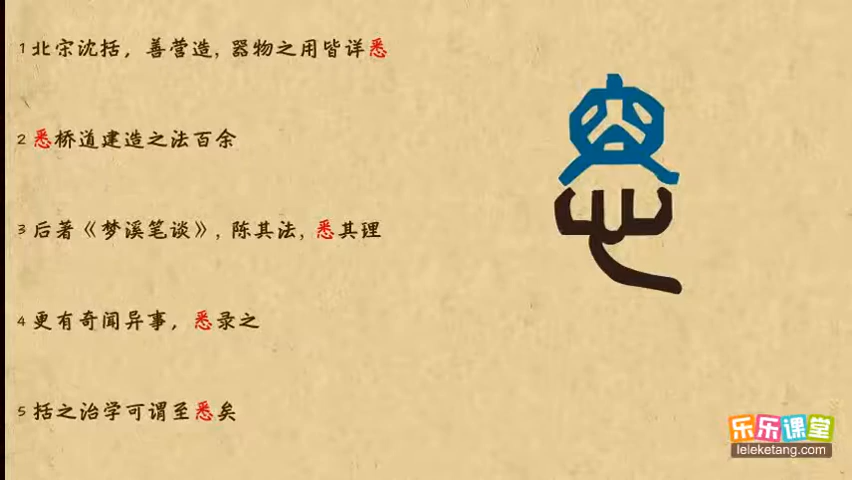 1 北宋沈括，善营造, 器物之用皆详悉
2 悉桥道建造之法百余
3 后著《梦溪笔谈》, 陈其法, 悉其理
4 更有奇闻异事，悉录之
5 括之治学可谓至悉矣
乐乐课堂
leleketang.com